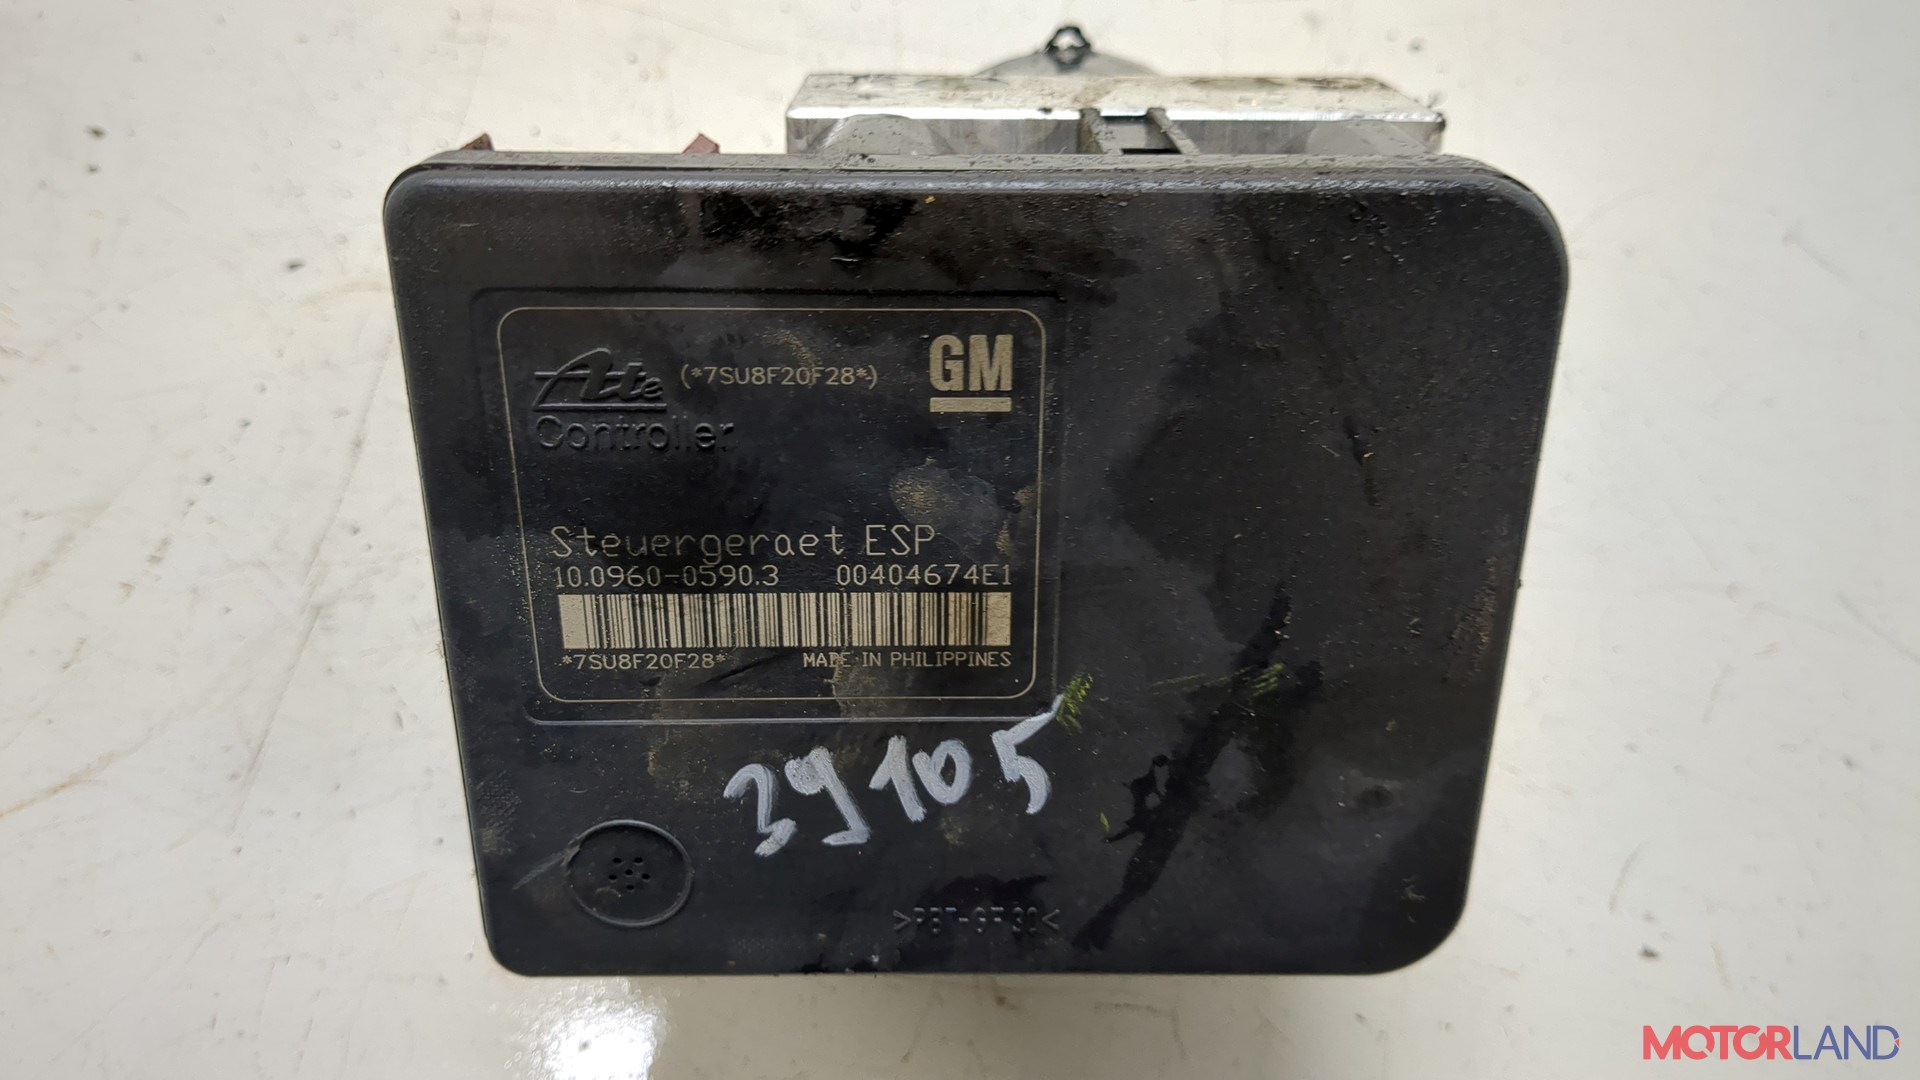 Ate (*7SU8F20F28*) GM
Controller
Steuergeraet ESP
10.0960-0590.3 00404674E1
*7SU8F20F28* MADE IN PHILIPPINES
39105
>PBT-GF30<
MOTORLAND